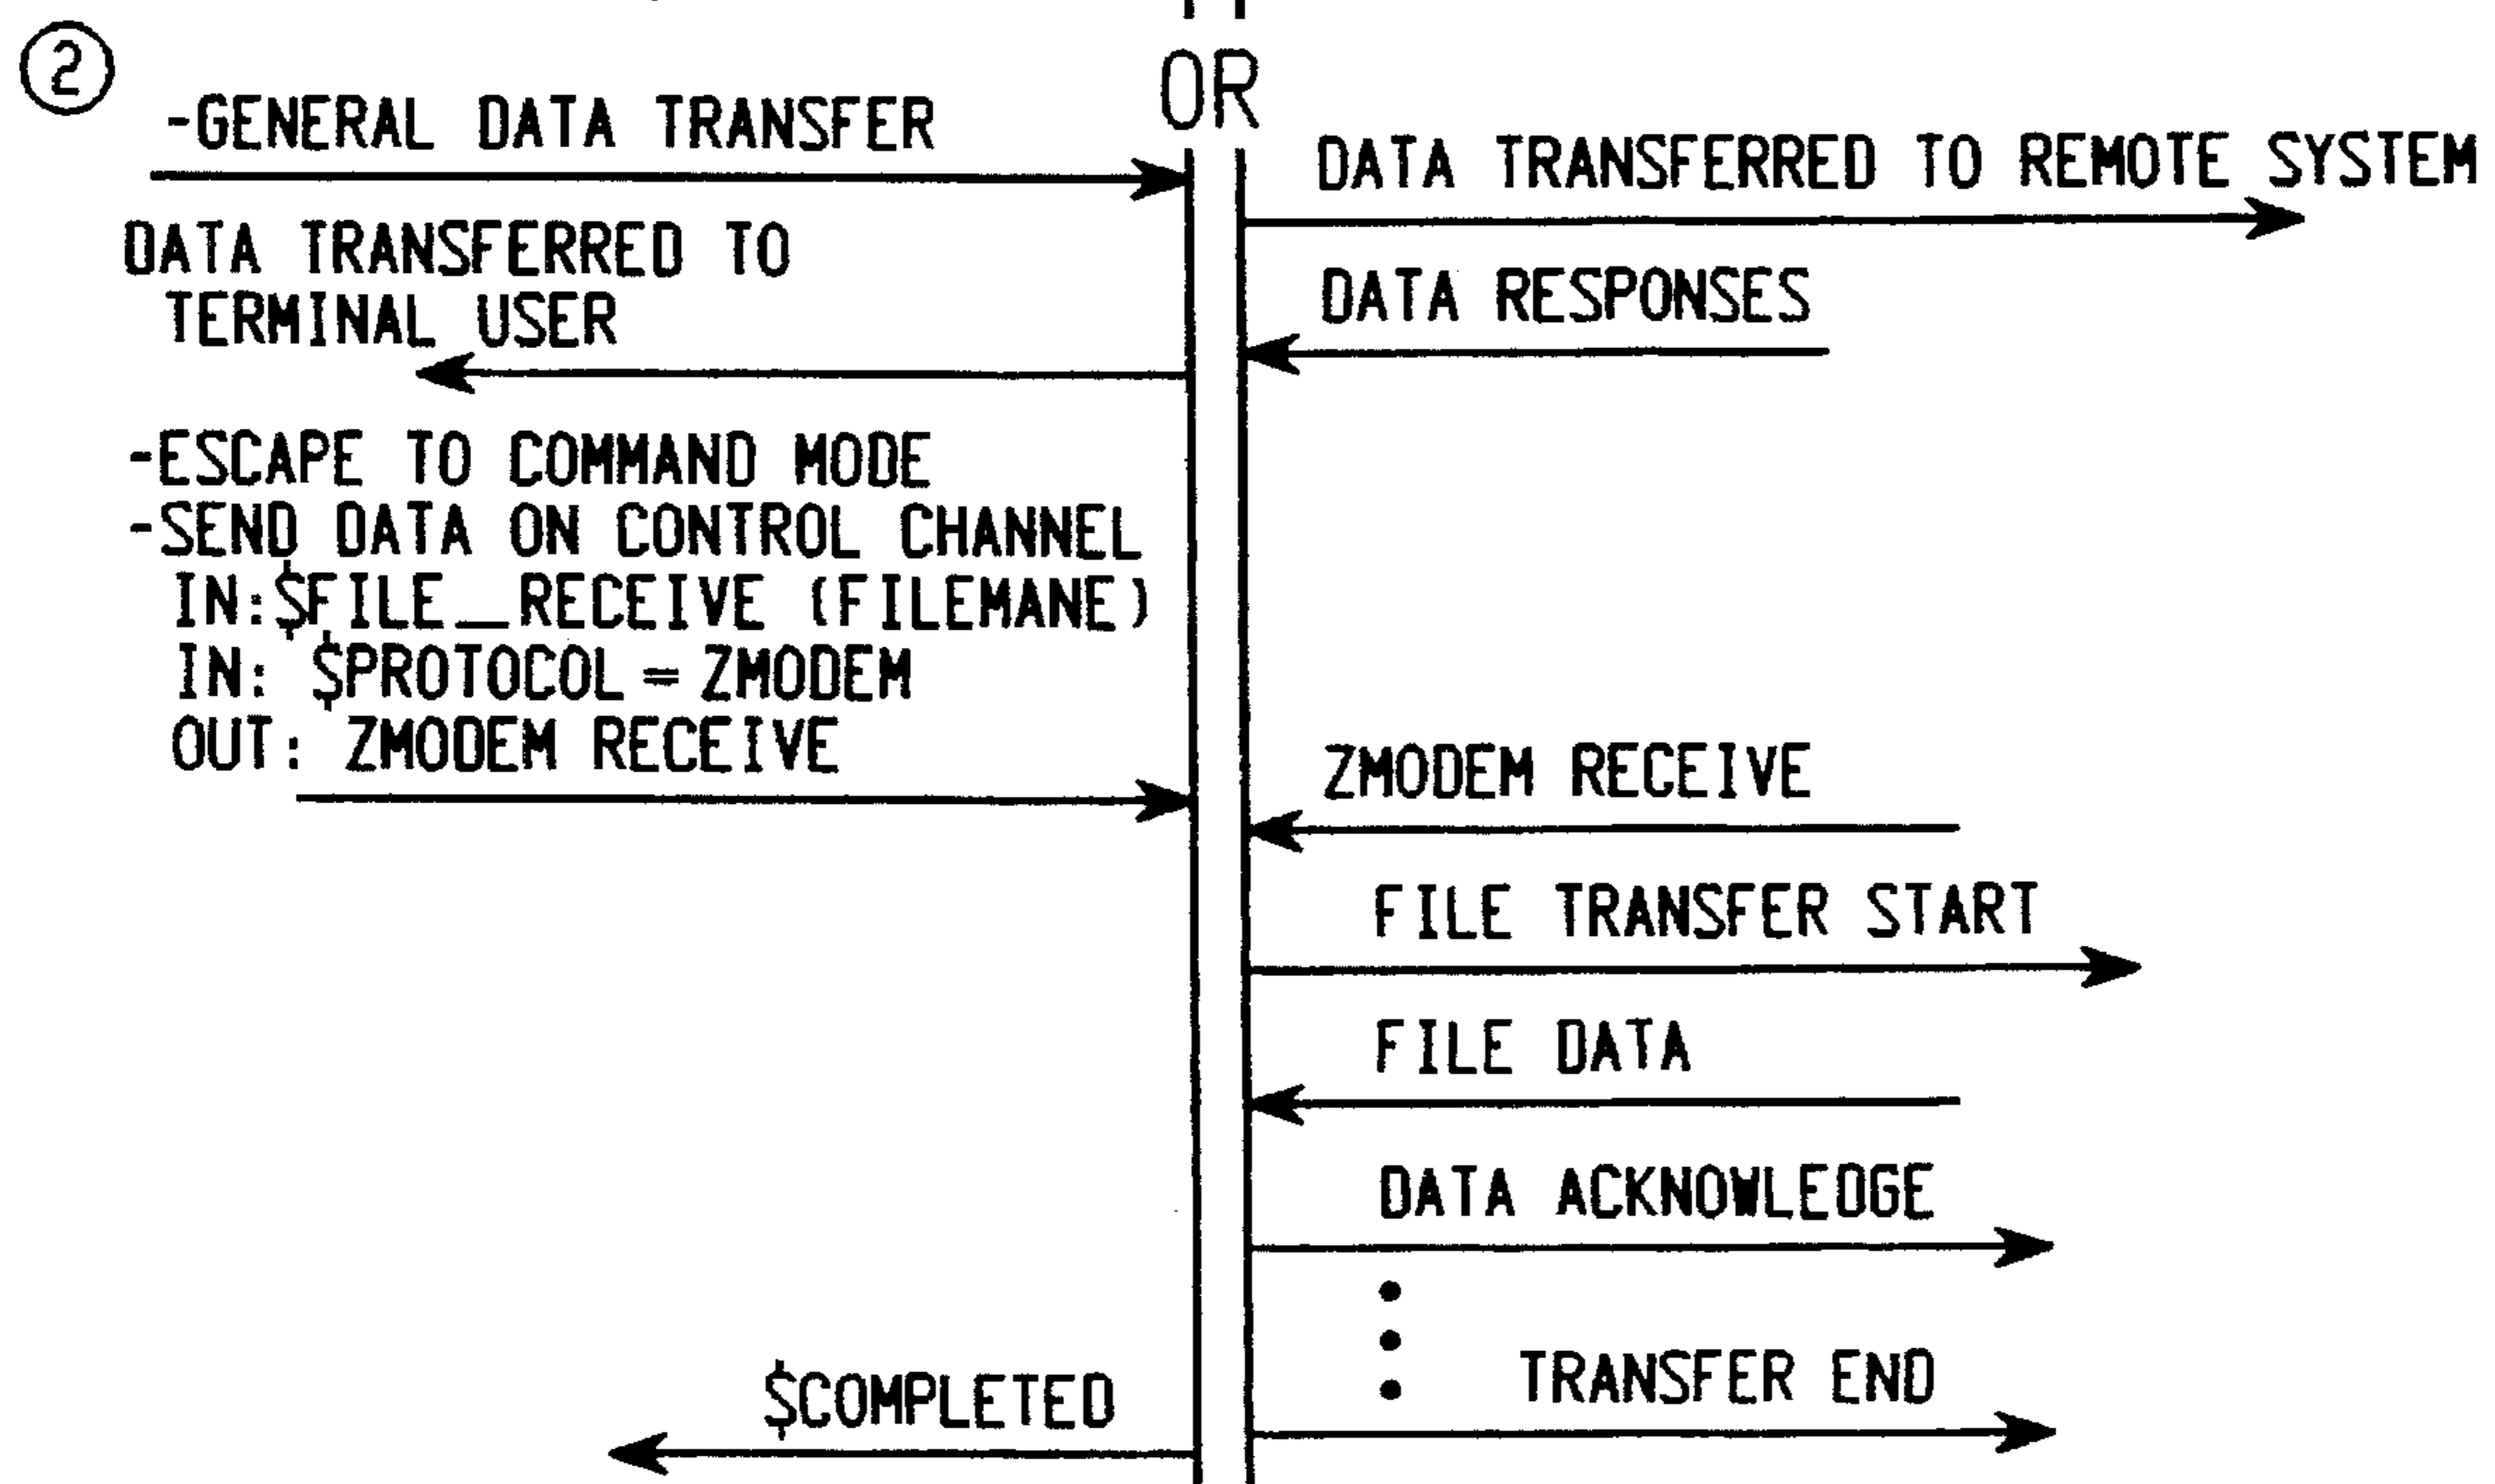 2
OR
-GENERAL DATA TRANSFER
DATA TRANSFERRED TO REMOTE SYSTEM
DATA TRANSFERRED TO
TERMINAL USER
DATA RESPONSES
-ESCAPE TO COMMAND MODE
-SEND DATA ON CONTROL CHANNEL
IN:$FILE_RECEIVE (FILEMANE)
IN: $PROTOCOL = ZMODEM
OUT: ZMODEM RECEIVE
ZMODEM RECEIVE
FILE TRANSFER START
FILE DATA
DATA ACKNOWLEDGE
TRANSFER END
$COMPLETED